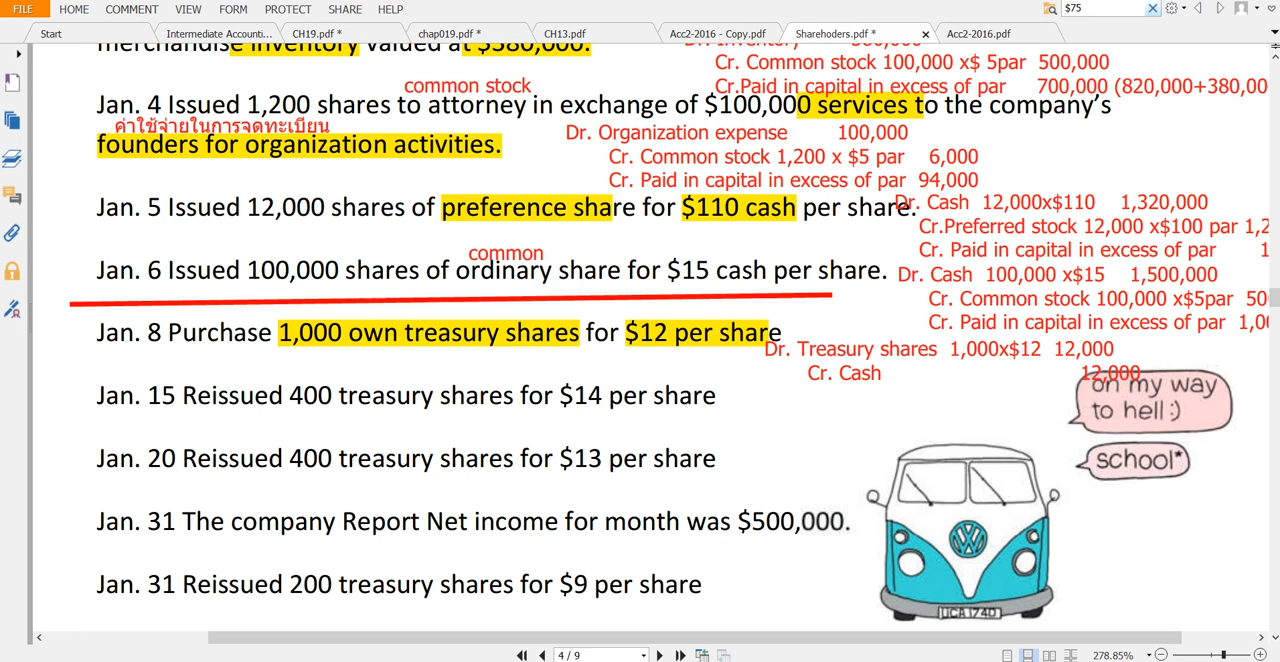 FILE HOME COMMENT VIEW FORM PROTECT SHARE HELP $75
Start Intermediate Accounti... CH19.pdf * chap019.pdf * CH13.pdf Acc2-2016 - Copy.pdf Sharehoders.pdf * Acc2-2016.pdf
merchandise inventory valued at $380,000.
Cr. Common stock 100,000 x$ 5par 500,000
Cr.Paid in capital in excess of par 700,000 (820,000+380,00
common stock
Jan. 4 Issued 1,200 shares to attorney in exchange of $100,000 services to the company's
ค่าใช้จ่ายในการจดทะเบียน
founders for organization activities.
Dr. Organization expense 100,000
Cr. Common stock 1,200 x $5 par 6,000
Cr. Paid in capital in excess of par 94,000
Jan. 5 Issued 12,000 shares of preference share for $110 cash per share.
Dr. Cash 12,000x$110 1,320,000
Cr.Preferred stock 12,000 x$100 par 1,2
Cr. Paid in capital in excess of par 1
common
Jan. 6 Issued 100,000 shares of ordinary share for $15 cash per share.
Dr. Cash 100,000 x$15 1,500,000
Cr. Common stock 100,000 x$5par 50
Cr. Paid in capital in excess of par 1,0
Jan. 8 Purchase 1,000 own treasury shares for $12 per share
Dr. Treasury shares 1,000x$12 12,000
Cr. Cash 12,000
Jan. 15 Reissued 400 treasury shares for $14 per share
on my way
to hell:)
school*
Jan. 20 Reissued 400 treasury shares for $13 per share
Jan. 31 The company Report Net income for month was $500,000.
Jan. 31 Reissued 200 treasury shares for $9 per share
4 / 9 278.85%